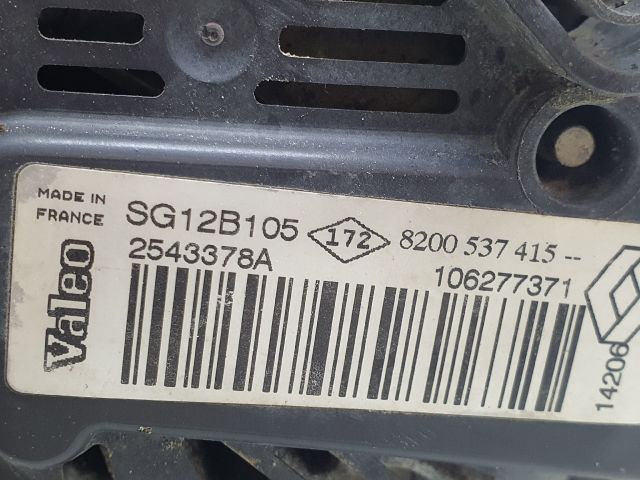 MADE IN
FRANCE
SG12B105
172
8200 537 415 --
2543378A
106277371
Valeo
14206